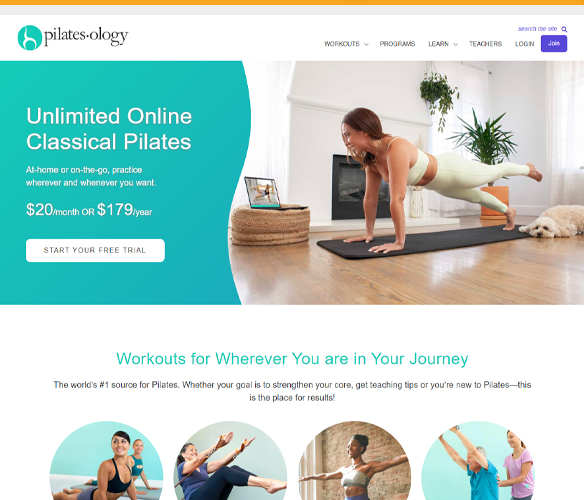 pilates•ology
search the site
WORKOUTS PROGRAMS LEARN TEACHERS LOGIN Join
Unlimited Online
Classical Pilates
At-home or on-the-go, practice
wherever and whenever you want.
$20/month OR $179/year
START YOUR FREE TRIAL
Workouts for Wherever You are in Your Journey
The world's #1 source for Pilates. Whether your goal is to strengthen your core, get teaching tips or you're new to Pilates—this
is the place for results!